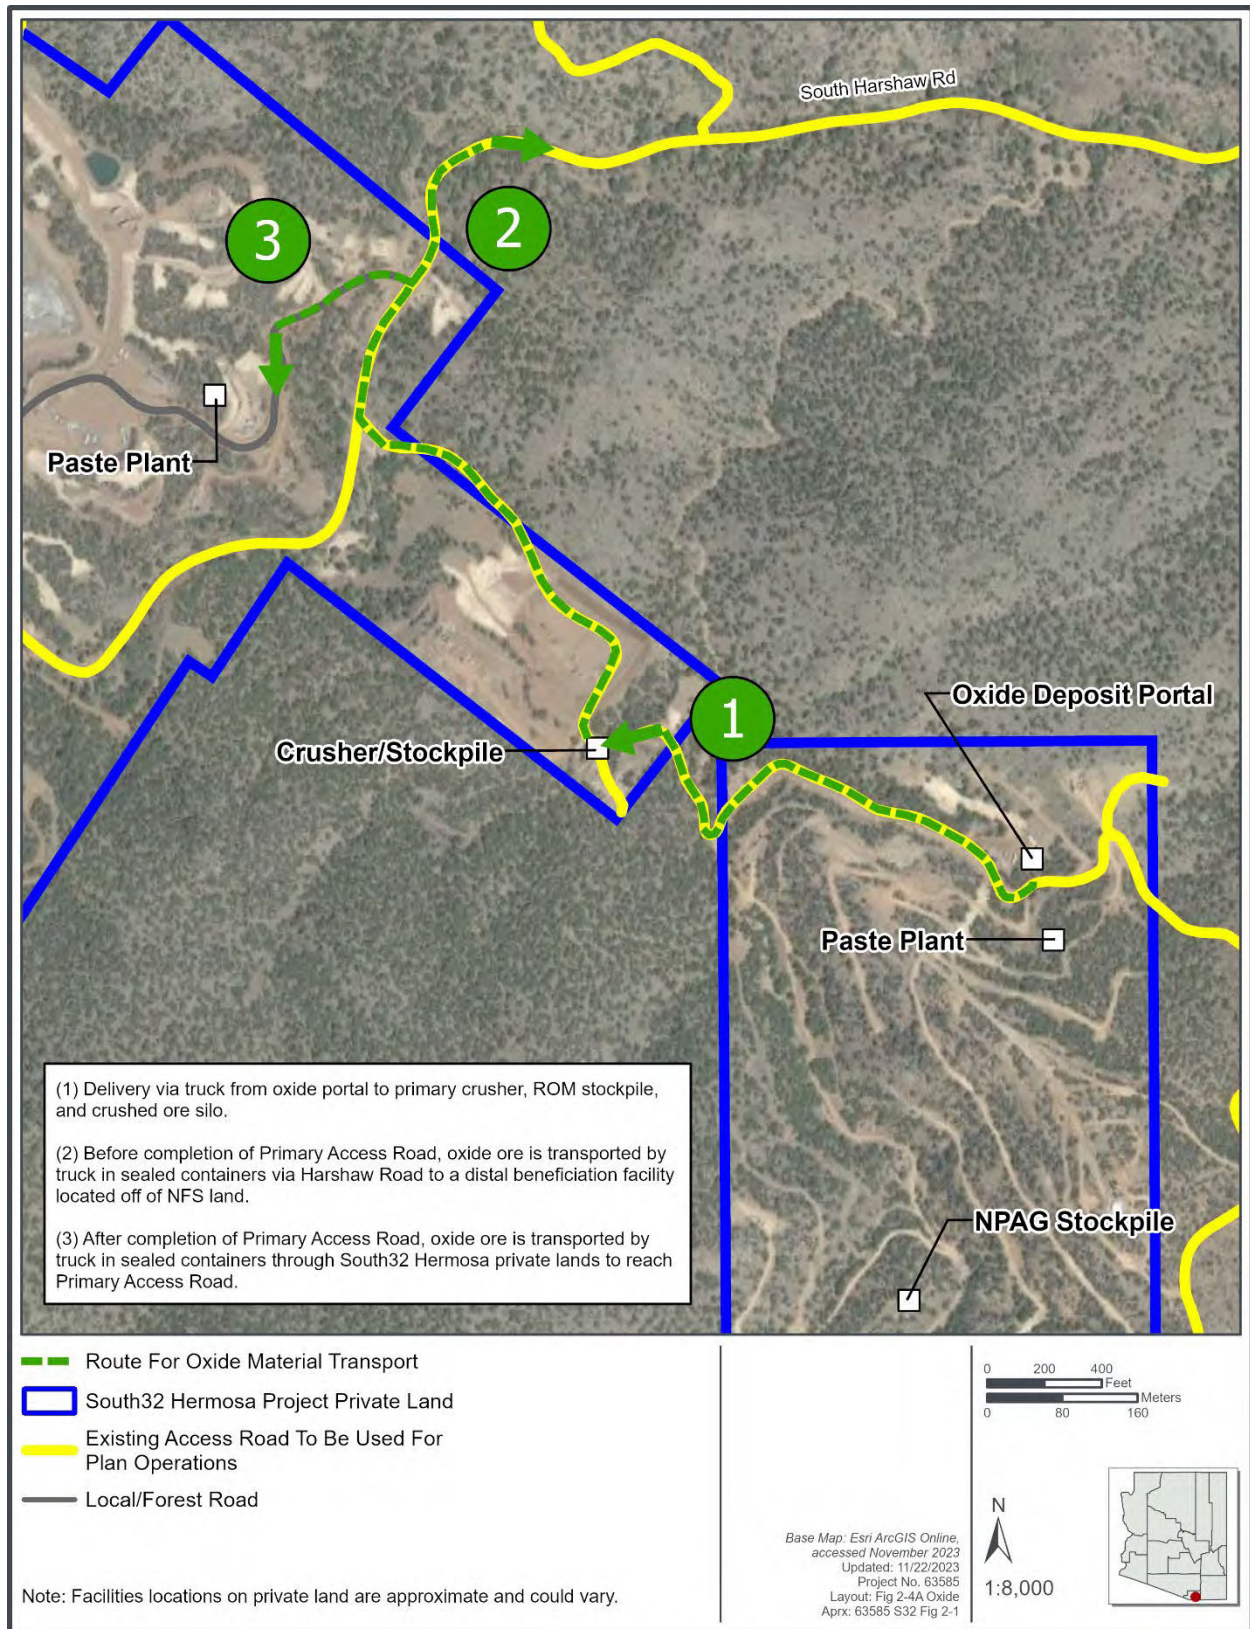 South Harshaw Rd
2
3
Paste Plant
1
Oxide Deposit Portal
Crusher/Stockpile
Paste Plant
(1) Delivery via truck from oxide portal to primary crusher, ROM stockpile,
and crushed ore silo.
(2) Before completion of Primary Access Road, oxide ore is transported by
truck in sealed containers via Harshaw Road to a distal beneficiation facility
located off of NFS land.
(3) After completion of Primary Access Road, oxide ore is transported by
truck in sealed containers through South32 Hermosa private lands to reach
Primary Access Road.
NPAG Stockpile
Route For Oxide Material Transport
South32 Hermosa Project Private Land
Existing Access Road To Be Used For
Plan Operations
Local/Forest Road
Note: Facilities locations on private land are approximate and could vary.
Base Map: Esri ArcGIS Online,
accessed November 2023
Updated: 11/22/2023
Project No. 63585
Layout: Fig 2-4A Oxide
Aprx: 63585 S32 Fig 2-1
0 200 400
Feet
Meters
0 80 160
N
1:8,000